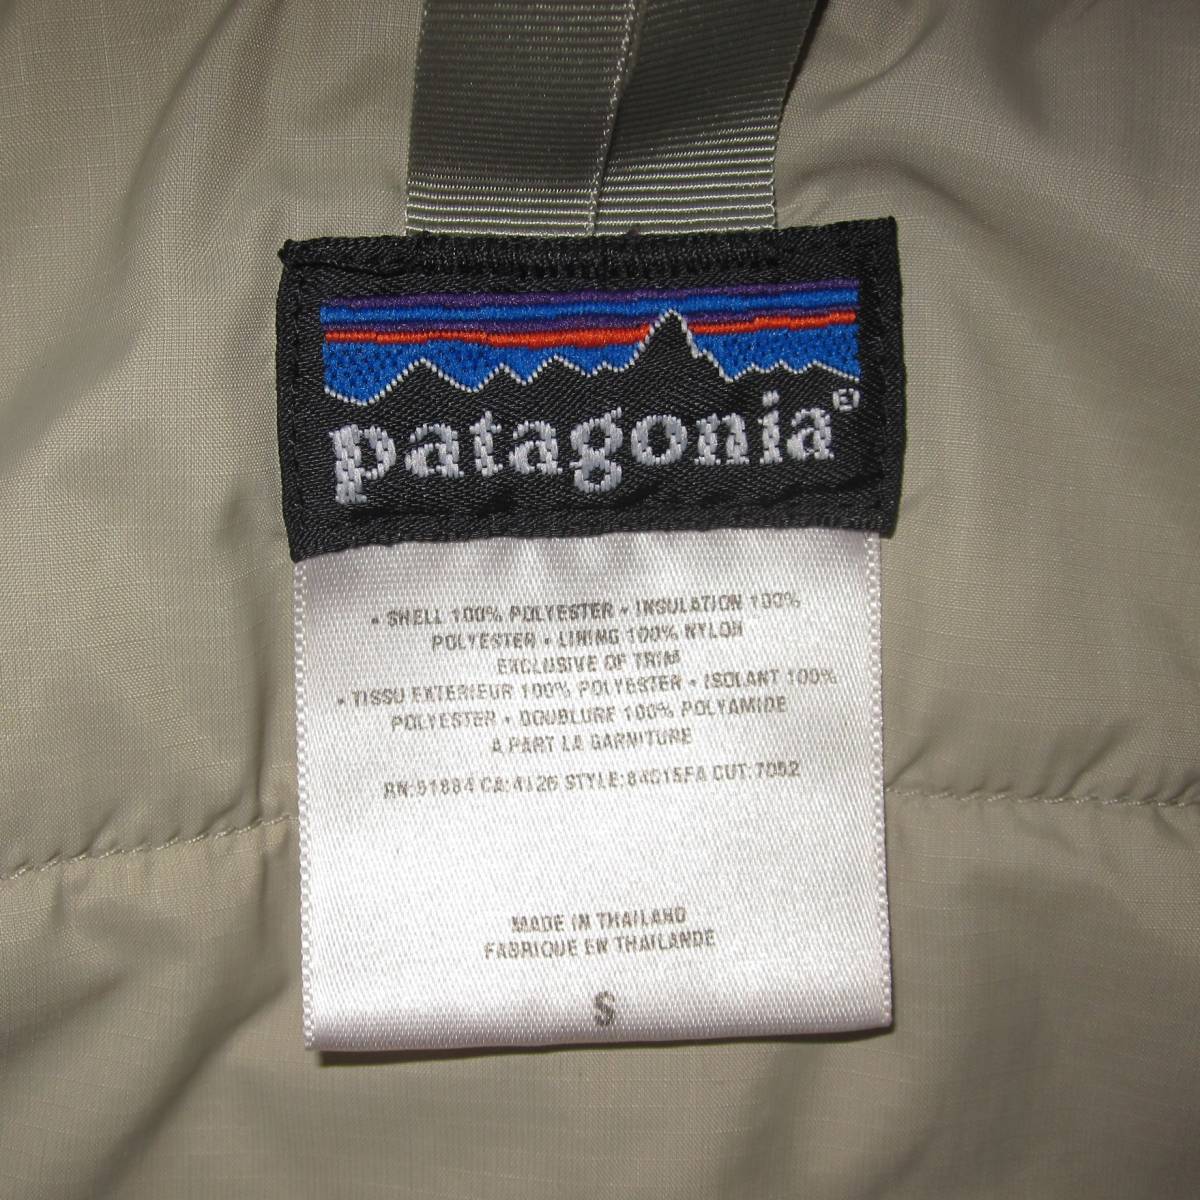 patagonia®
• SHELL 100% POLYESTER • INSULATION 100%
POLYESTER • LINING 100% NYLON
EXCLUSIVE OF TRIM
• TISSU EXTERIEUR 100% POLYESTER • ISOLANT 100%
POLYESTER • DOUBLURE 100% POLYAMIDE
A PART LA GARNITURE
RN:51884 CA:4126 STYLE:84015FA CUT:7052
MADE IN THAILAND
FABRIQUE EN THAILANDE
S